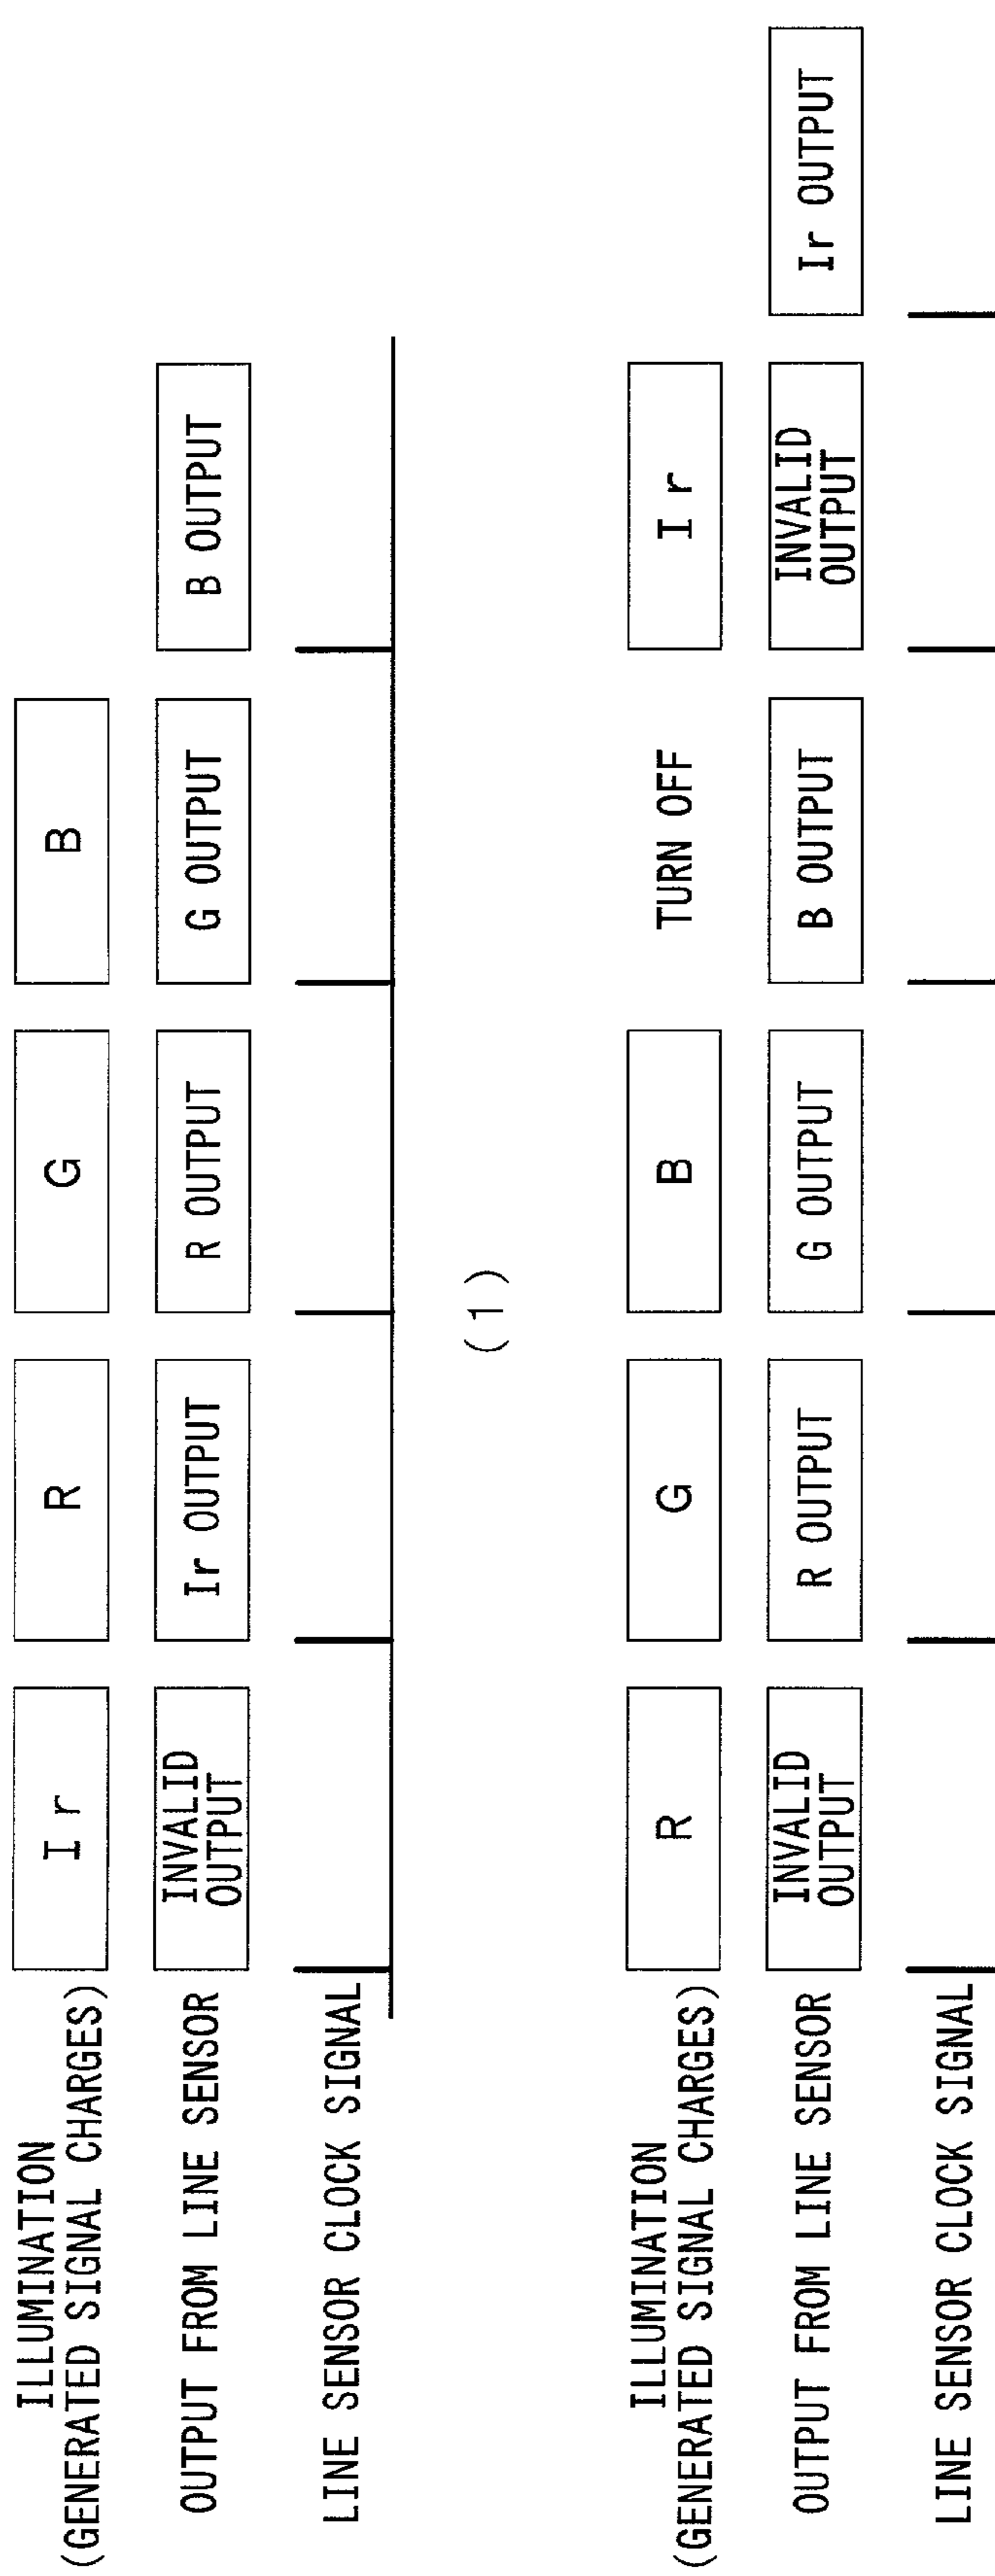 ILLUMINATION
(GENERATED SIGNAL CHARGES)
Ir
R
G
B
OUTPUT FROM LINE SENSOR
INVALID
OUTPUT
Ir OUTPUT
R OUTPUT
G OUTPUT
B OUTPUT
LINE SENSOR CLOCK SIGNAL
(1)
ILLUMINATION
(GENERATED SIGNAL CHARGES)
R
G
B
TURN OFF
Ir
OUTPUT FROM LINE SENSOR
INVALID
OUTPUT
R OUTPUT
G OUTPUT
B OUTPUT
INVALID
OUTPUT
Ir OUTPUT
LINE SENSOR CLOCK SIGNAL